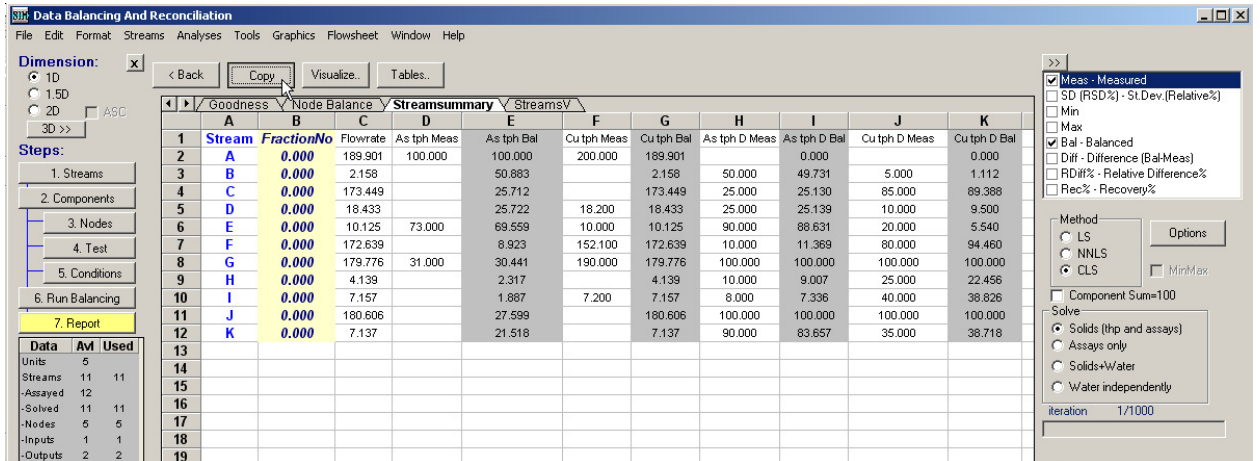 SIM Data Balancing And Reconciliation
File Edit Format Streams Analyses Tools Graphics Flowsheet Window Help
Dimension: x
1D
1.5D
2D ASC
3D >>
Steps:
1. Streams
2. Components
3. Nodes
4. Test
5. Conditions
6. Run Balancing
7. Report
Data Avl Used
Units 5
Streams 11 11
-Assayed 12
-Solved 11 11
-Nodes 5 5
-Inputs 1 1
-Outputs 2 2
< Back Copy Visualize.. Tables..
Goodness Node Balance Streamsummary StreamsV
A B C D E F G H I J K
1 Stream FractionNo Flowrate As tph Meas As tph Bal Cu tph Meas Cu tph Bal As tph D Meas As tph D Bal Cu tph D Meas Cu tph D Bal
2 A 0.000 189.901 100.000 100.000 200.000 189.901 0.000 0.000
3 B 0.000 2.158 50.883 2.158 50.000 49.731 5.000 1.112
4 C 0.000 173.449 25.712 173.449 25.000 25.130 85.000 89.388
5 D 0.000 18.433 25.722 18.200 18.433 25.000 25.139 10.000 9.500
6 E 0.000 10.125 73.000 69.559 10.000 10.125 90.000 88.631 20.000 5.540
7 F 0.000 172.639 8.923 152.100 172.639 10.000 11.369 80.000 94.460
8 G 0.000 179.776 31.000 30.441 190.000 179.776 100.000 100.000 100.000 100.000
9 H 0.000 4.139 2.317 4.139 10.000 9.007 25.000 22.456
10 I 0.000 7.157 1.887 7.200 7.157 8.000 7.336 40.000 38.826
11 J 0.000 180.606 27.599 180.606 100.000 100.000 100.000 100.000
12 K 0.000 7.137 21.518 7.137 90.000 83.657 35.000 38.718
13
14
15
16
17
18
19
>>
Meas - Measured
SD (RSD%) - St.Dev.(Relative%)
Min
Max
Bal - Balanced
Diff - Difference (Bal-Meas)
RDiff% - Relative Difference%
Rec% - Recovery%
Method
LS
NNLS
CLS
Options
MinMax
Component Sum=100
Solve
Solids (thp and assays)
Assays only
Solids+Water
Water independently
iteration 1/1000